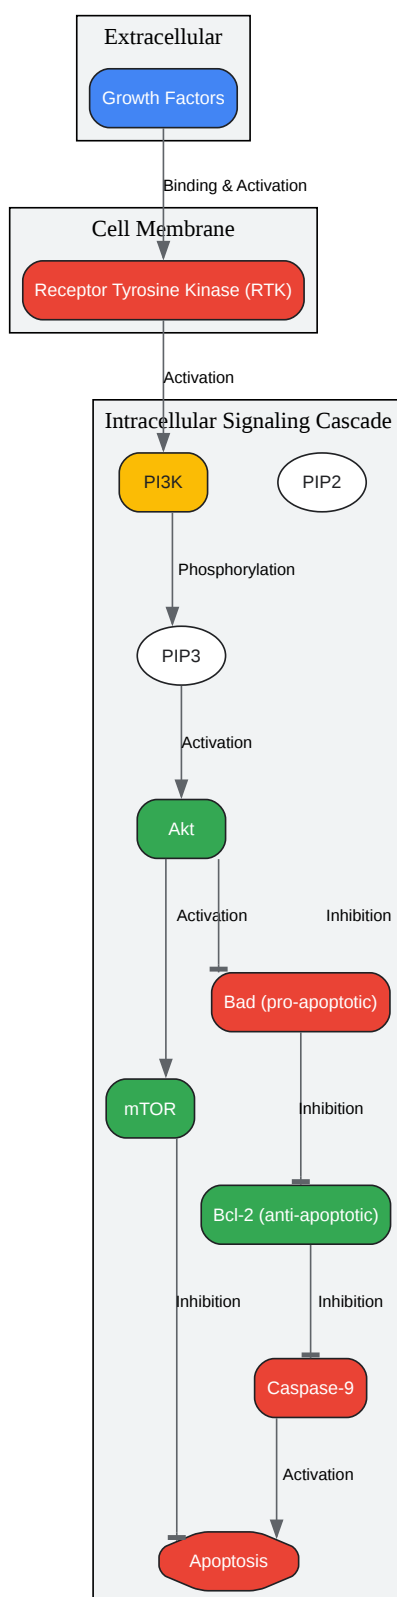 Extracellular
Growth Factors
Binding & Activation
Cell Membrane
Receptor Tyrosine Kinase (RTK)
Activation
Intracellular Signaling Cascade
PI3K
PIP2
Phosphorylation
PIP3
Activation
Akt
Activation
Inhibition
Bad (pro-apoptotic)
mTOR
Inhibition
Bcl-2 (anti-apoptotic)
Inhibition
Inhibition
Caspase-9
Activation
Apoptosis